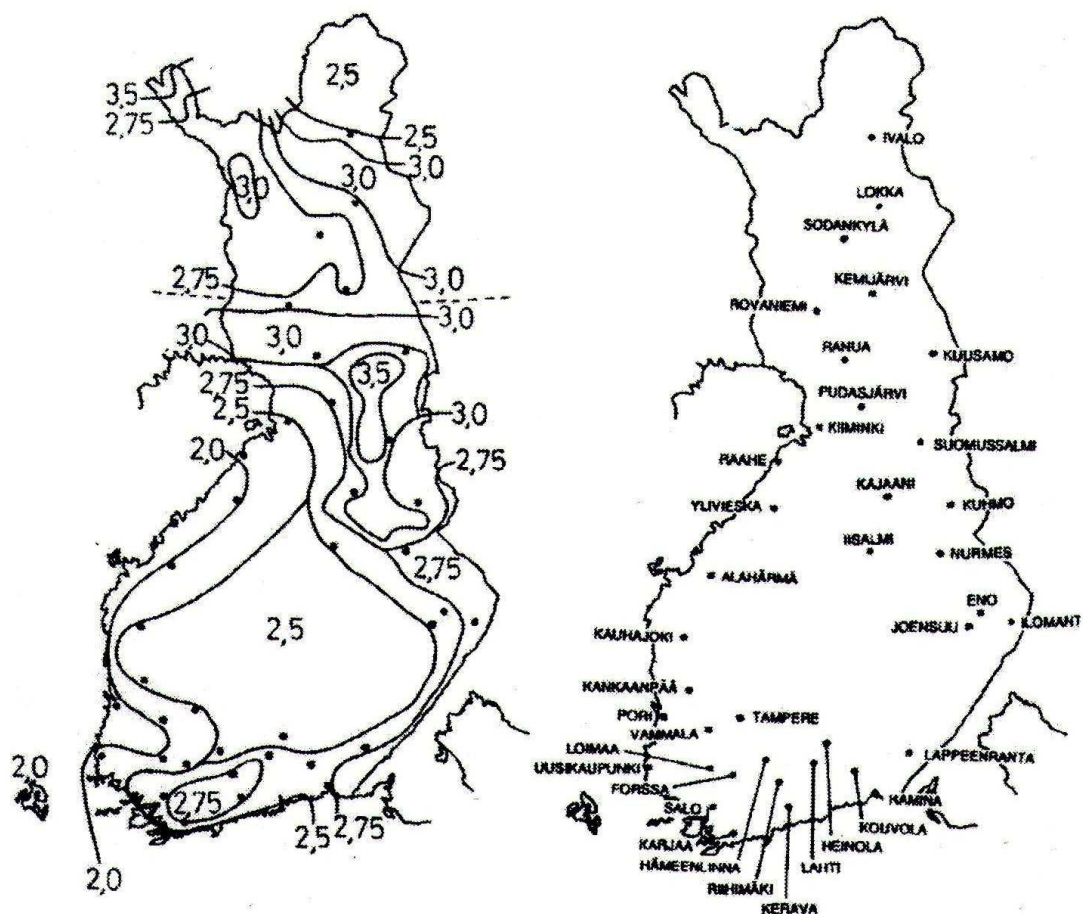 2,5
3,5
2,75
2,5
3,0
3,0
3,0
2,75
3,0
3,0
3,0
3,0
3,5
2,75
2,5
3,0
2,0
2,75
2,75
2,5
2,0
2,75
2,5
2,75
2,0
IVALO
LOKKA
SODANKYLÄ
KEMIJÄRVI
ROVANIEMI
RANUA
KUUSAMO
PUDASJÄRVI
KIIMINKI
SUOMUSSALMI
RAAHE
KAJAANI
YLIVIESKA
KUHMO
IISALMI
NURMES
ALAHÄRMÄ
ENO
JOENSUU
ILOMANT
KAUHAJOKI
KANKAANPÄÄ
PORI
TAMPERE
VAMMALA
LOIMAA
LAPPEENRANTA
UUSIKAUPUNKI
FORSSA
HAMINA
SALO
KOUVOLA
KARJAA
HEINOLA
HÄMEENLINNA
LAHTI
RIIHIMÄKI
KERAVA